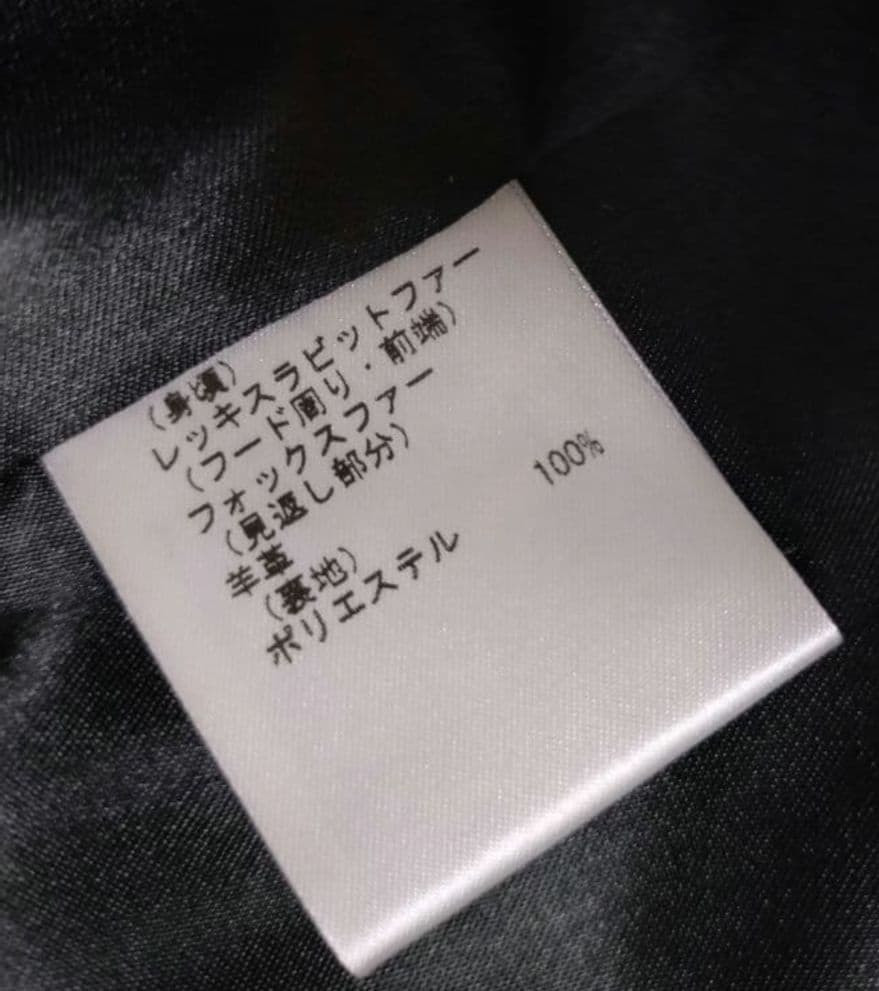 (身頃)
レッキスラビットファー
(フード周り・前端)
フォックスファー
(見返し部分)
羊革
(裏地)
ポリエステル 100%